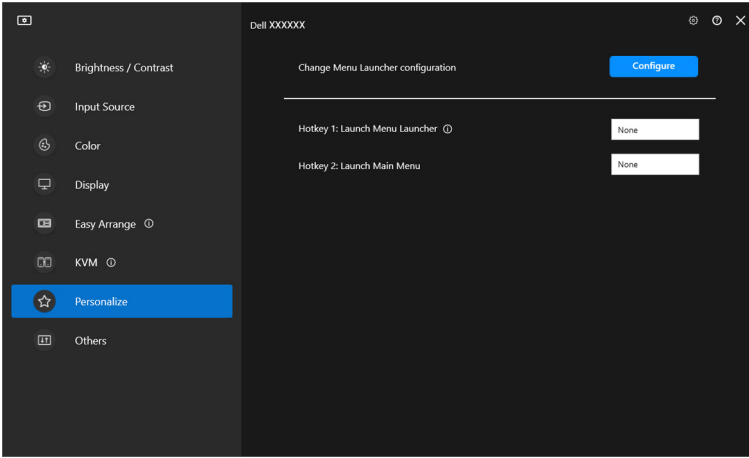 Dell XXXXXX
Brightness / Contrast
Input Source
Color
Display
Easy Arrange
KVM
Personalize
Others
Change Menu Launcher configuration
Configure
Hotkey 1: Launch Menu Launcher
None
Hotkey 2: Launch Main Menu
None